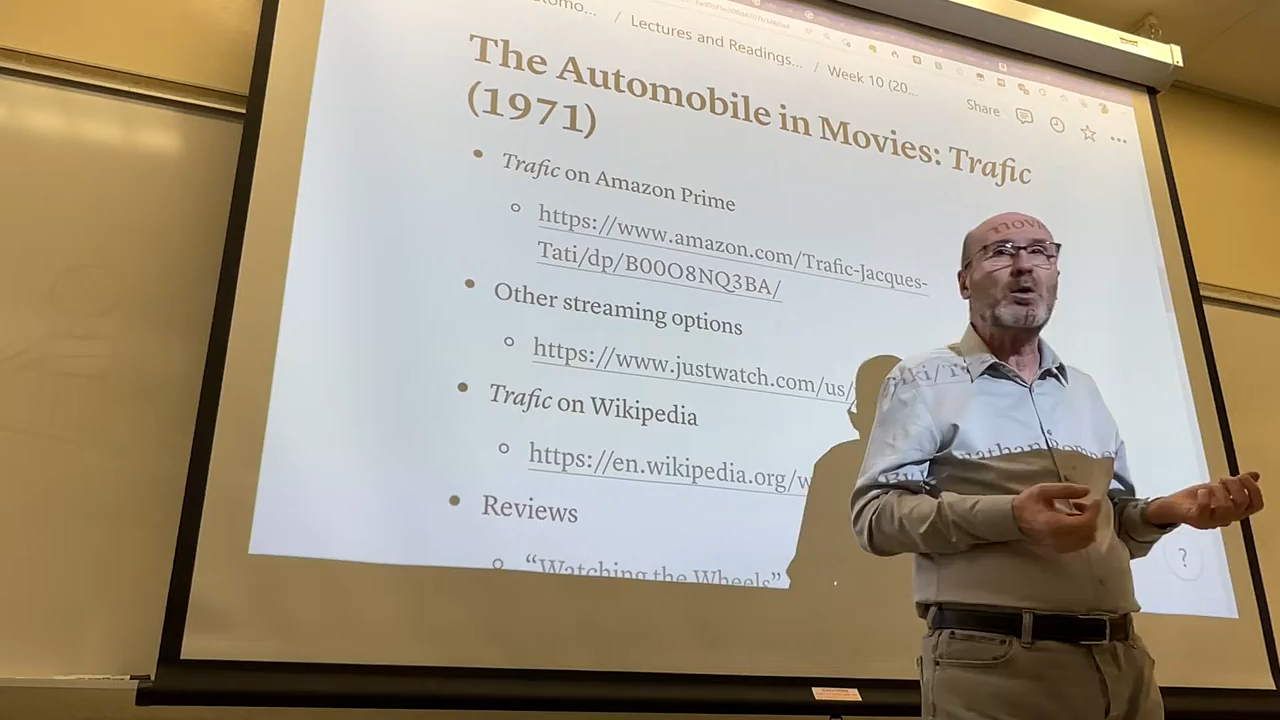 Lectures and Readings... / Week 10 (20...
Share
The Automobile in Movies: Trafic
(1971)
Trafic on Amazon Prime
https://www.amazon.com/Trafic-Jacques-
Tati/dp/B00O8NQ3BA/
Other streaming options
https://www.justwatch.com/us/
Trafic on Wikipedia
https://en.wikipedia.org/w
Reviews
"Watching the Wheels"
?